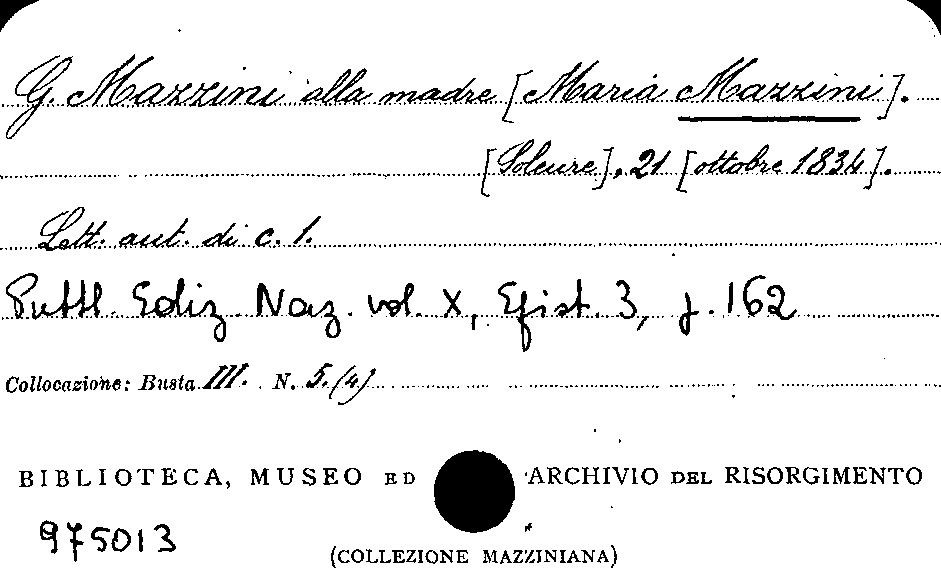 G. Mazzini alla madre [Maria Mazzini].
[Soleure], 21 [ottobre 1834].
Lett. aut. di c. 1.
Pubbl. Ediz. Naz. vol. X, Epist. 3, p. 162
Collocazione: Busta III. N. 5.(4)
BIBLIOTECA, MUSEO ED ARCHIVIO DEL RISORGIMENTO
975013
(COLLEZIONE MAZZINIANA)